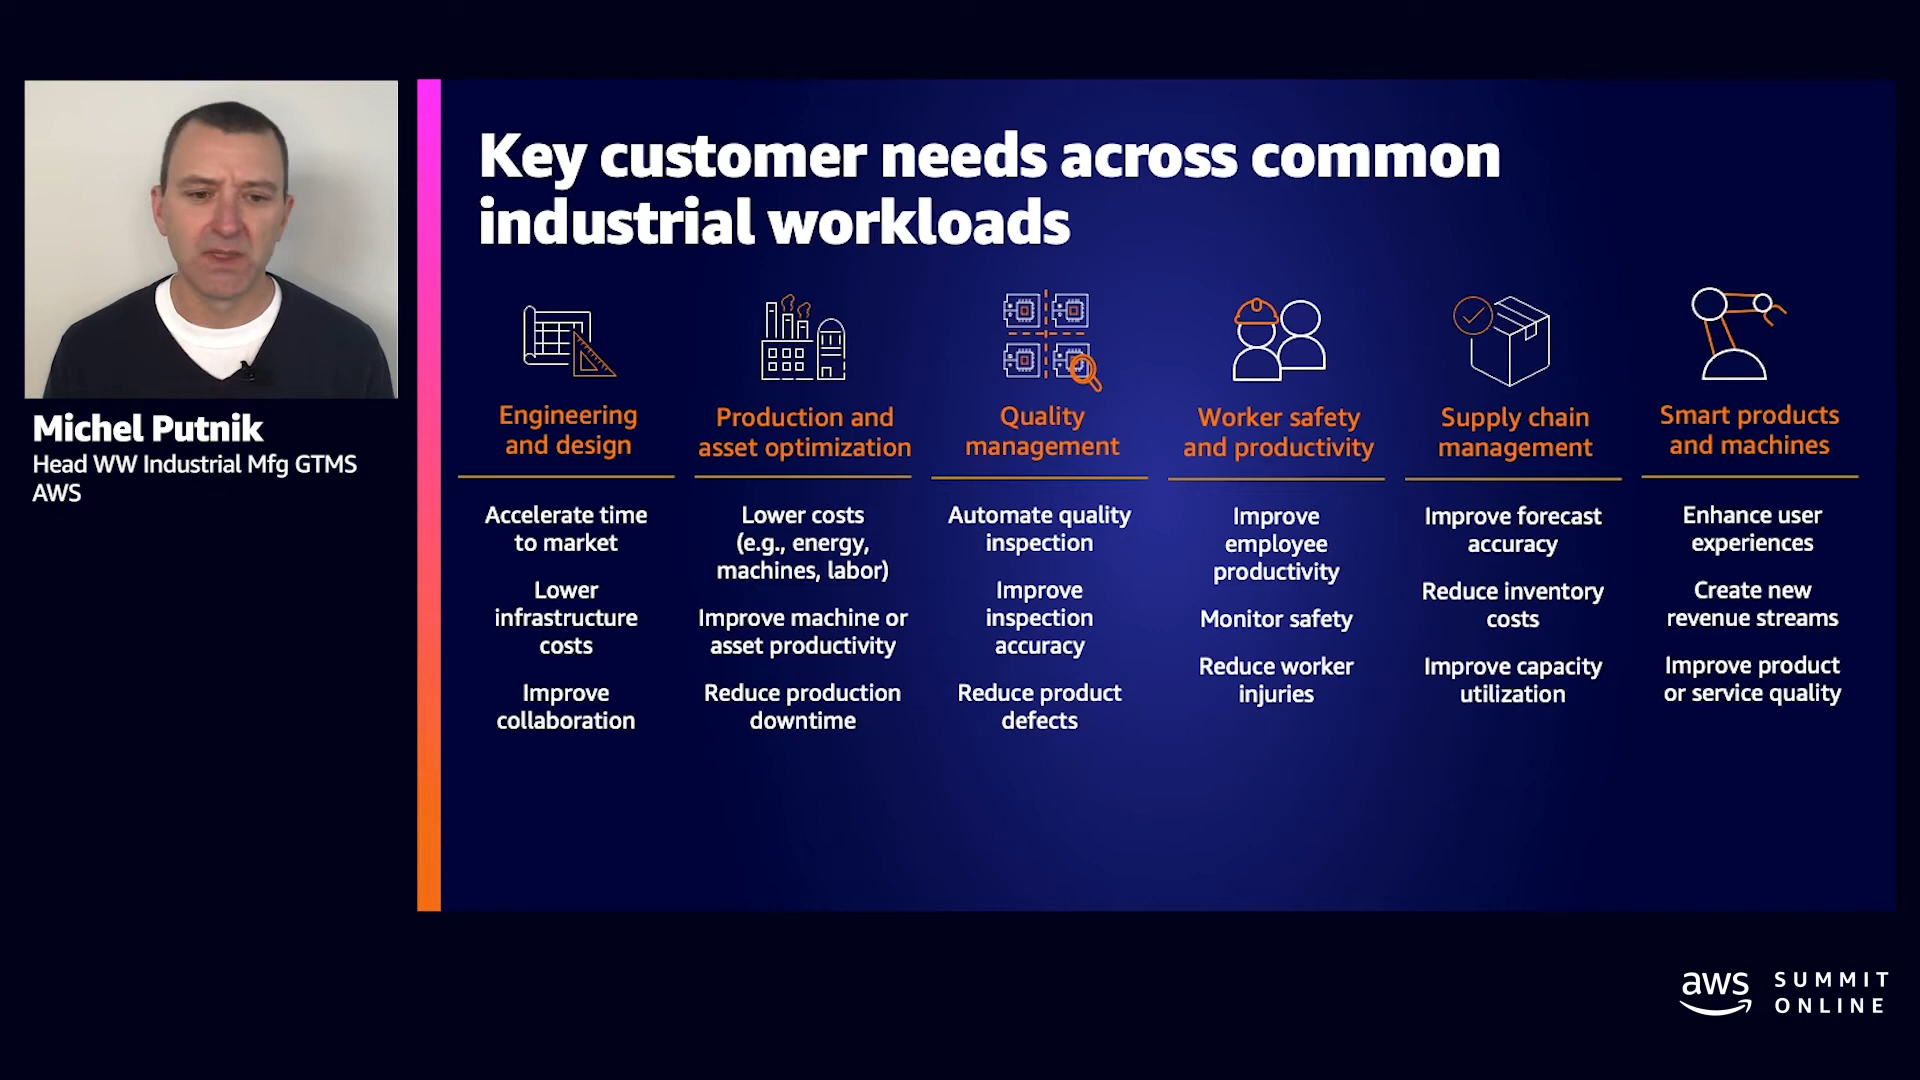 Key customer needs across common
industrial workloads
Michel Putnik
Head WW Industrial Mfg GTMS
AWS
Engineering
and design
Accelerate time
to market
Lower
infrastructure
costs
Improve
collaboration
Production and
asset optimization
Lower costs
(e.g., energy,
machines, labor)
Improve machine or
asset productivity
Reduce production
downtime
Quality
management
Automate quality
inspection
Improve
inspection
accuracy
Reduce product
defects
Worker safety
and productivity
Improve
employee
productivity
Monitor safety
Reduce worker
injuries
Supply chain
management
Improve forecast
accuracy
Reduce inventory
costs
Improve capacity
utilization
Smart products
and machines
Enhance user
experiences
Create new
revenue streams
Improve product
or service quality
aws
SUMMIT
ONLINE